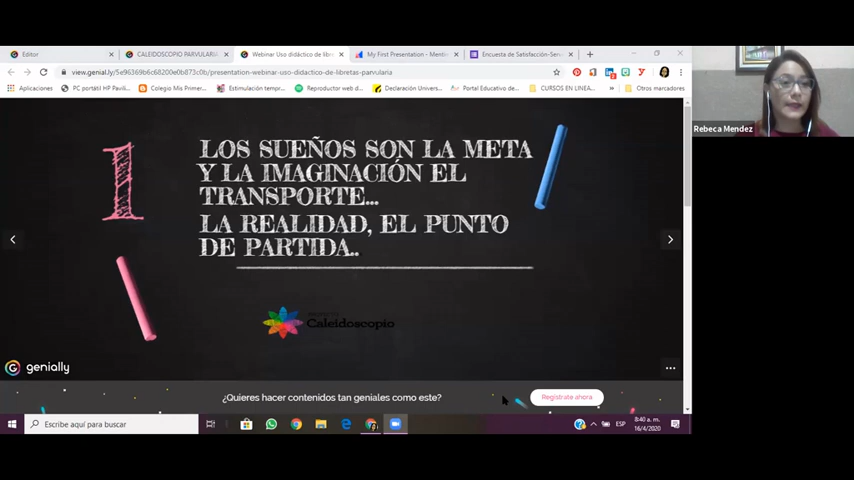 Editor
CALEIDOSCOPIO PARVULARIA
Webinar Uso didáctico de libre
My First Presentation - Menti
Encuesta de Satisfacción-Serv
view.genial.ly/5e96369b6c68200e0b873c0b/presentation-webinar-uso-didactico-de-libretas-parvularia
Aplicaciones
PC portátil HP Pavili...
Colegio Mis Primer...
Estimulación tempr...
Reproductor web d...
Declaración Univers...
Portal Educativo de...
CURSOS EN LINEA...
»
Otros marcadores
Rebeca Mendez
1
LOS SUEÑOS SON LA META
Y LA IMAGINACIÓN EL
TRANSPORTE...
LA REALIDAD, EL PUNTO
DE PARTIDA..
Caleidoscopio
genially
¿Quieres hacer contenidos tan geniales como este?
Regístrate ahora
Escribe aquí para buscar
ESP
8:40 a. m.
16/4/2020